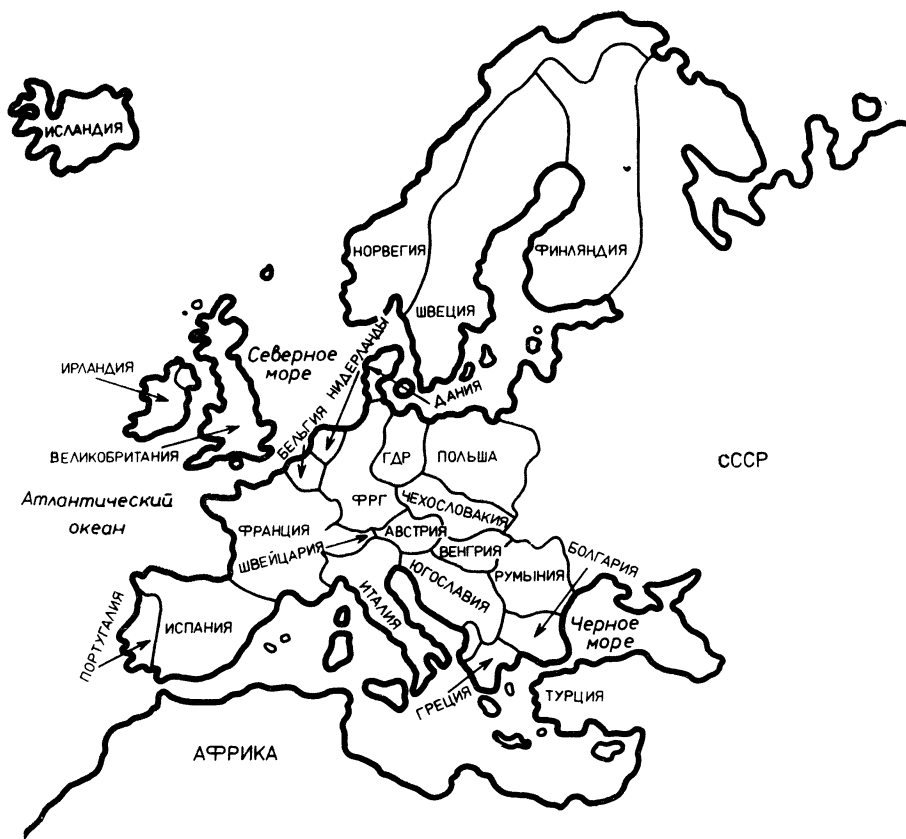 ИСЛАНДИЯ
НОРВЕГИЯ
ФИНЛЯНДИЯ
ШВЕЦИЯ
Северное
море
НИДЕРЛАНДЫ
ИРЛАНДИЯ
ДАНИЯ
БЕЛЬГИЯ
ВЕЛИКОБРИТАНИЯ
ГДР
ПОЛЬША
СССР
Атлантический
океан
ФРГ
ЧЕХОСЛОВАКИЯ
ФРАНЦИЯ
АВСТРИЯ
ШВЕЙЦАРИЯ
ВЕНГРИЯ
БОЛГАРИЯ
РУМЫНИЯ
ЮГОСЛАВИЯ
ИТАЛИЯ
ПОРТУГАЛИЯ
ИСПАНИЯ
Черное
море
ГРЕЦИЯ
ТУРЦИЯ
АФРИКА